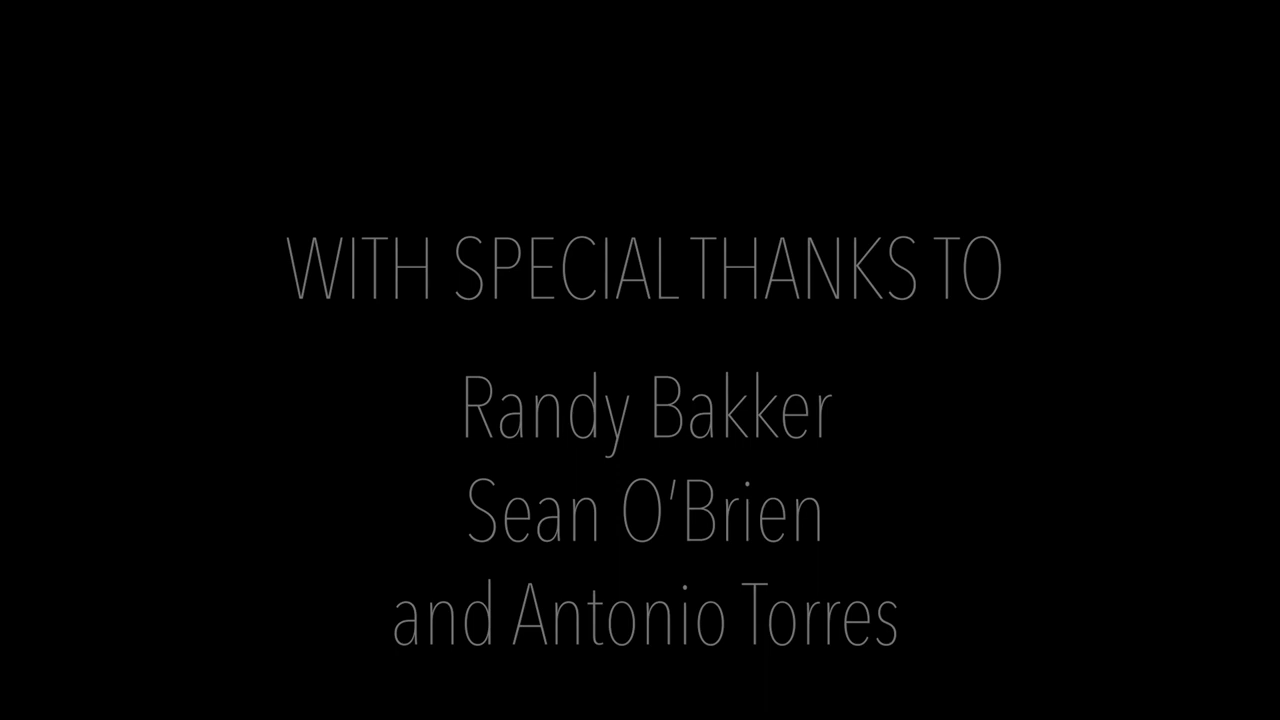 WITH SPECIAL THANKS TO
Randy Bakker
Sean O‘Brien
and Antonio Torres